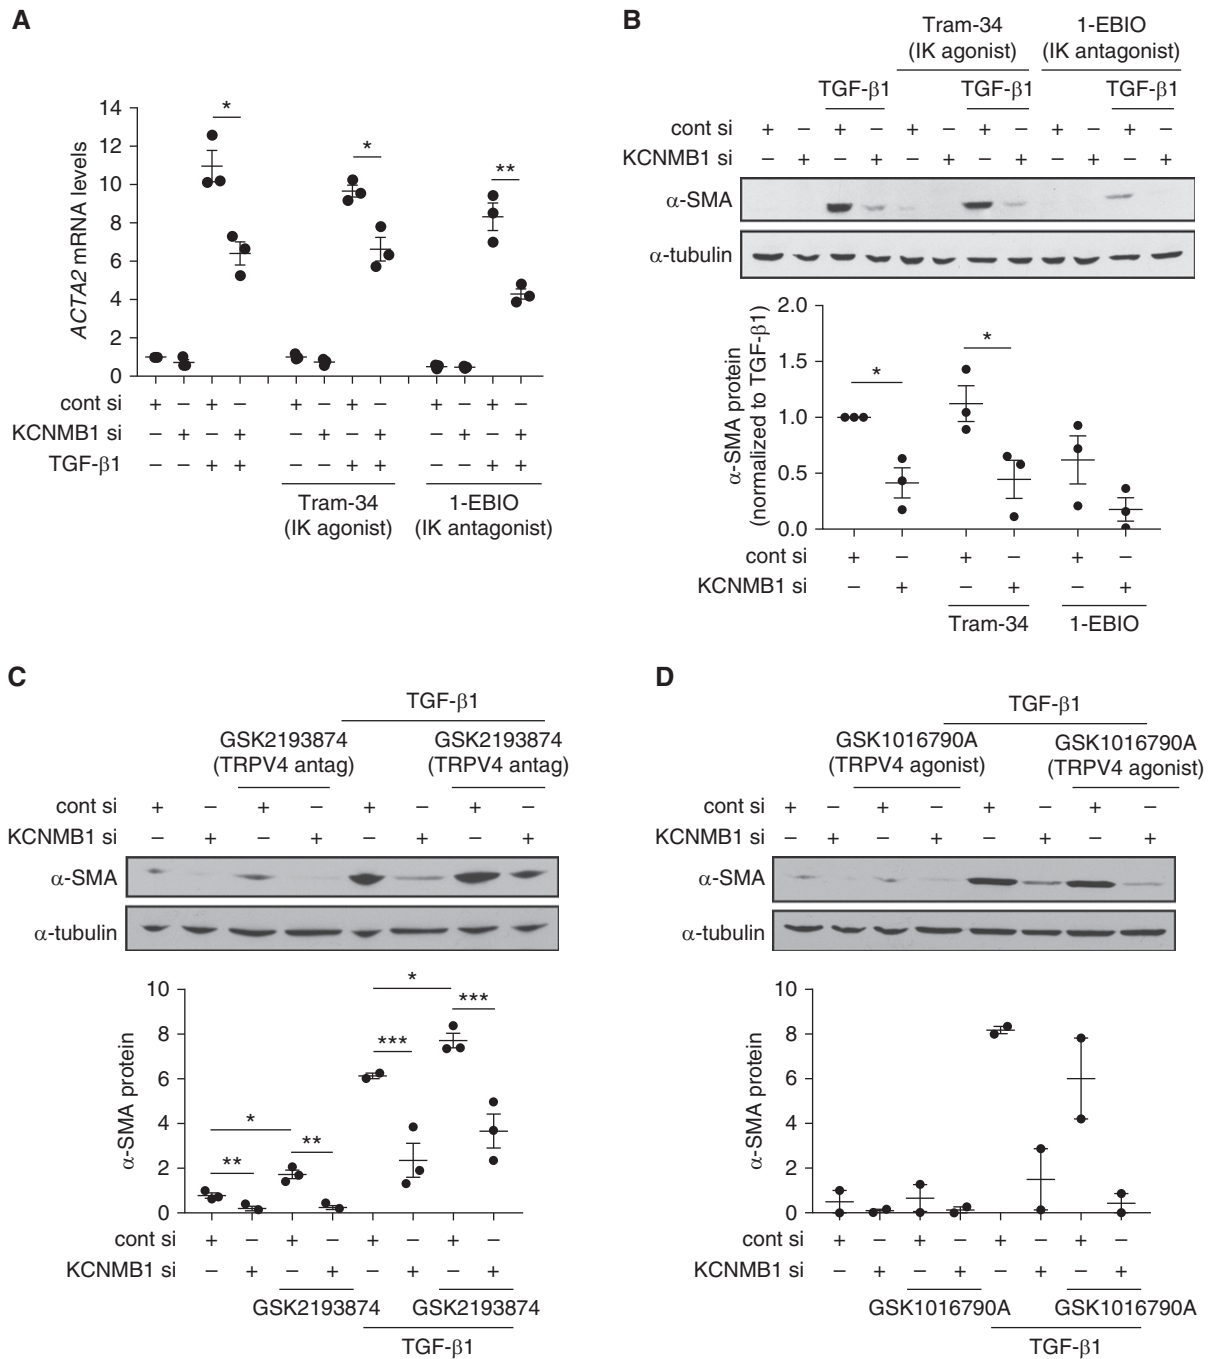 A
ACTA2 mRNA levels
14
12
10
8
6
4
2
0
*
*
**
cont si + − + − + − + − + − + −
KCNMB1 si − + − + − + − + − + − +
TGF-β1 − − + + − − + + − − + +
Tram-34
(IK agonist)
1-EBIO
(IK antagonist)
B
Tram-34
(IK agonist)
1-EBIO
(IK antagonist)
TGF-β1 TGF-β1 TGF-β1
cont si + − + − + − + − + − + −
KCNMB1 si − + − + − + − + − + − +
α-SMA
α-tubulin
α-SMA protein
(normalized to TGF-β1)
2.0
1.5
1.0
0.5
0.0
*
*
cont si + − + − + −
KCNMB1 si − + − + − +
Tram-34 1-EBIO
C
TGF-β1
GSK2193874
(TRPV4 antag)
GSK2193874
(TRPV4 antag)
cont si + − + − + − + −
KCNMB1 si − + − + − + − +
α-SMA
α-tubulin
α-SMA protein
10
8
6
4
2
0
**
*
**
***
*
***
cont si + − + − + − + −
KCNMB1 si − + − + − + − +
GSK2193874 GSK2193874
TGF-β1
D
TGF-β1
GSK1016790A
(TRPV4 agonist)
GSK1016790A
(TRPV4 agonist)
cont si + − + − + − + −
KCNMB1 si − + − + − + − +
α-SMA
α-tubulin
α-SMA protein
10
8
6
4
2
0
cont si + − + − + − + −
KCNMB1 si − + − + − + − +
GSK1016790A GSK1016790A
TGF-β1